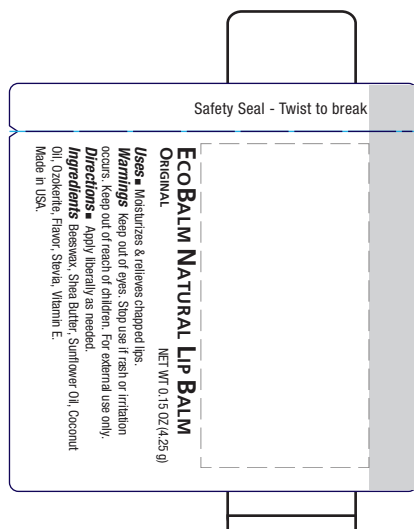 Safety Seal - Twist to break
ECOBALM NATURAL LIP BALM
ORIGINAL
NET WT 0.15 OZ (4.25 g)
Uses ■ Moisturizes & relieves chapped lips.
Warnings Keep out of eyes. Stop use if rash or irritation
occurs. Keep out of reach of children. For external use only.
Directions ■ Apply liberally as needed.
Ingredients Beeswax, Shea Butter, Sunflower Oil, Coconut
Oil, Ozokerite, Flavor, Stevia, Vitamin E.
Made in USA.